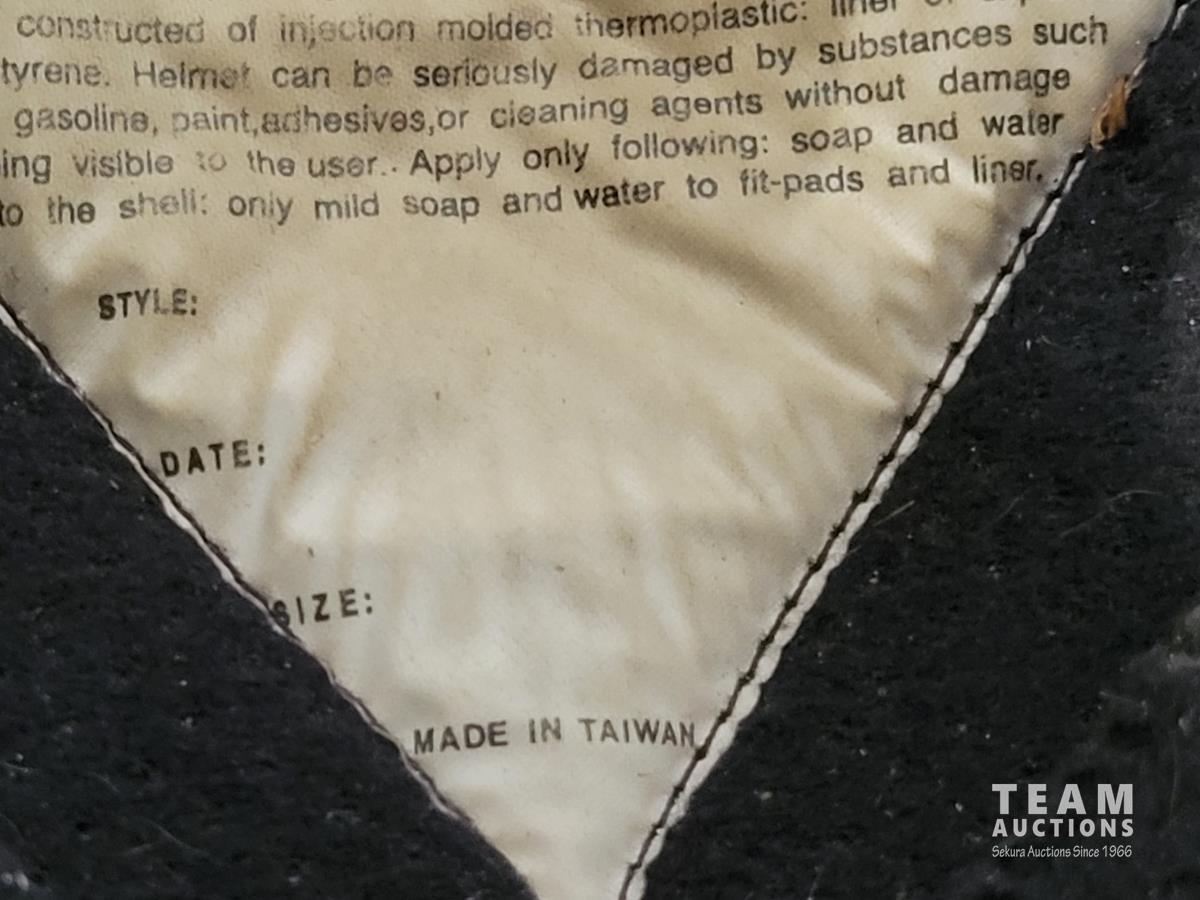 constructed of injection molded thermoplastic: liner
tyrene. Helmet can be seriously damaged by substances such
gasoline, paint,adhesives,or cleaning agents without damage
ing visible to the user.. Apply only following: soap and water
to the shell: only mild soap and water to fit-pads and liner.
STYLE:
DATE:
SIZE:
MADE IN TAIWAN
TEAM
AUCTIONS
Sekura Auctions Since 1966